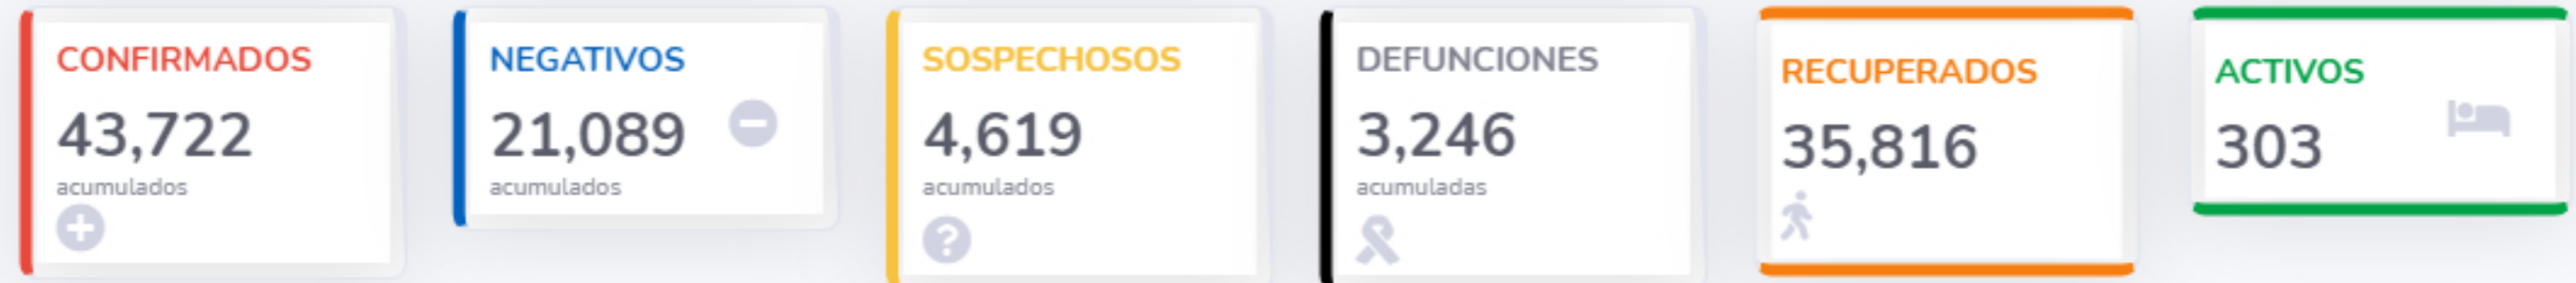 CONFIRMADOS
43,722
acumulados
NEGATIVOS
21,089
acumulados
SOSPECHOSOS
4,619
acumulados
DEFUNCIONES
3,246
acumuladas
RECUPERADOS
35,816
ACTIVOS
303